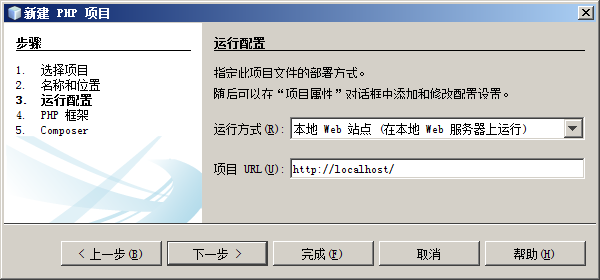 新建 PHP 项目
步骤
1. 选择项目
2. 名称和位置
3. 运行配置
4. PHP 框架
5. Composer
运行配置
指定此项目文件的部署方式。
随后可以在“项目属性”对话框中添加和修改配置设置。
运行方式(R): 本地 Web 站点 (在本地 Web 服务器上运行)
项目 URL(U): http://localhost/
< 上一步(B) 下一步 > 完成(F) 取消 帮助(H)